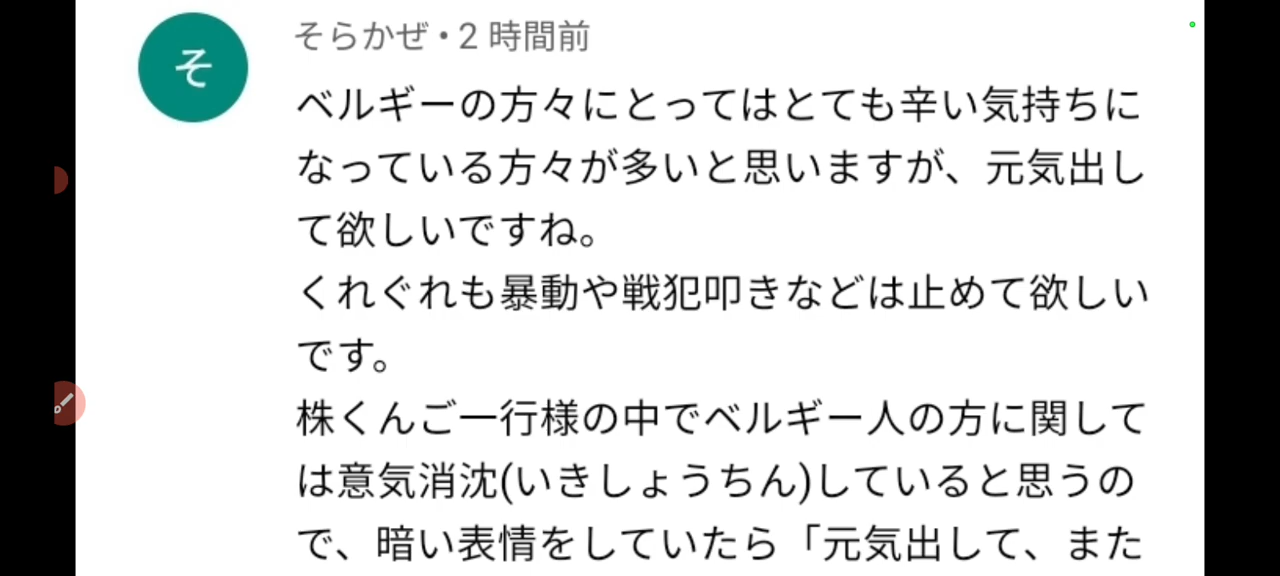 そ
そらかぜ • 2 時間前
ベルギーの方々にとってはとても辛い気持ちに
なっている方々が多いと思いますが、元気出し
て欲しいですね。
くれぐれも暴動や戦犯叩きなどは止めて欲しい
です。
株くんご一行様の中でベルギー人の方に関して
は意気消沈(いきしょうちん)していると思うの
で、暗い表情をしていたら「元気出して、また